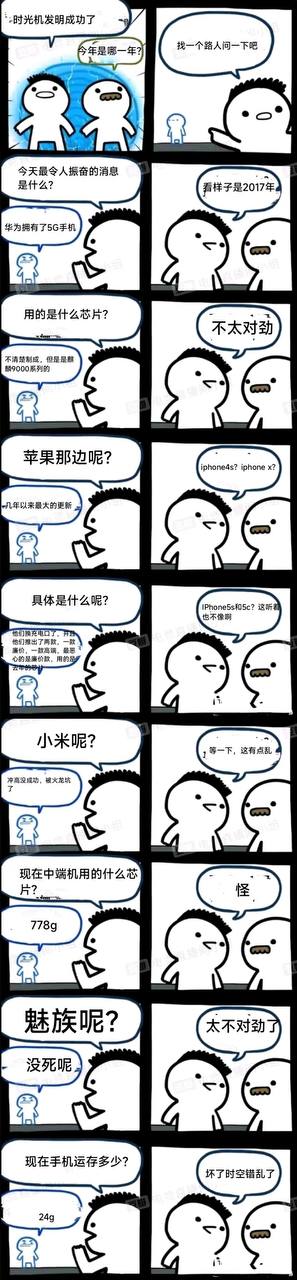 时光机发明成功了
今年是哪一年?
找一个路人问一下吧
今天最令人振奋的消息
是什么?
华为拥有了5G手机
看样子是2017年
用的是什么芯片?
不清楚制成,但是是麒
麟9000系列的
不太对劲
苹果那边呢?
几年以来最大的更新
iphone4s? iphone x?
具体是什么呢?
他们换充电口了,并且
他们推出了两款,一款
廉价,一款高端,最恶
心的是廉价款,用的是
去年的芯片
IPhone5s和5c?这听着
也不像啊
小米呢?
冲高没成功,被火龙坑
了
等一下,这有点乱
现在中端机用的什么芯
片?
778g
怪
魅族呢?
没死呢
太不对劲了
现在手机运存多少?
24g
坏了时空错乱了